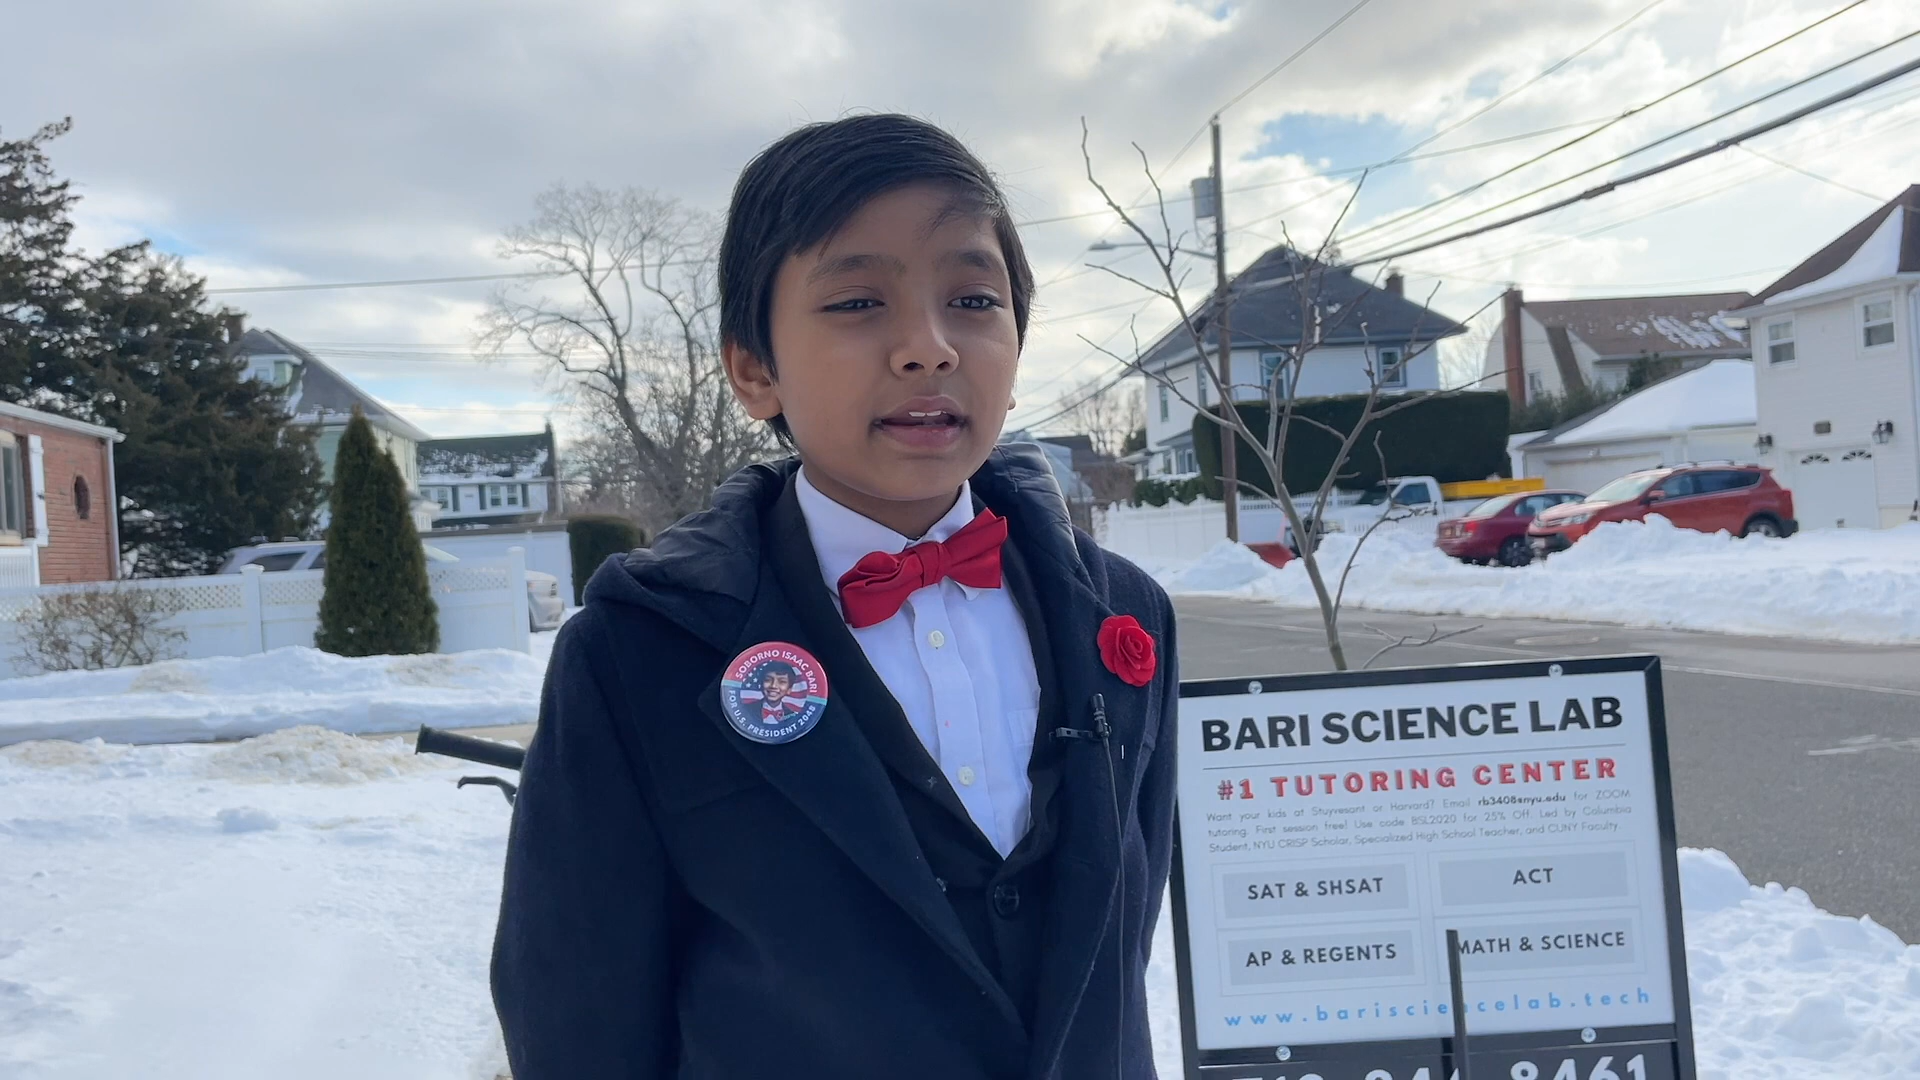 SOBORNO ISAAC BARI
FOR U.S. PRESIDENT 2048
BARI SCIENCE LAB
#1 TUTORING CENTER
Want your kids at Stuyvesant or Harvard? Email rb3408@nyu.edu for ZOOM
tutoring. First session free! Use code BSL2020 for 25% Off. Led by Columbia
Student, NYU CRISP Scholar, Specialized High School Teacher, and CUNY Faculty.
SAT & SHSAT
ACT
AP & REGENTS
MATH & SCIENCE
www.barisciencelab.tech
8461